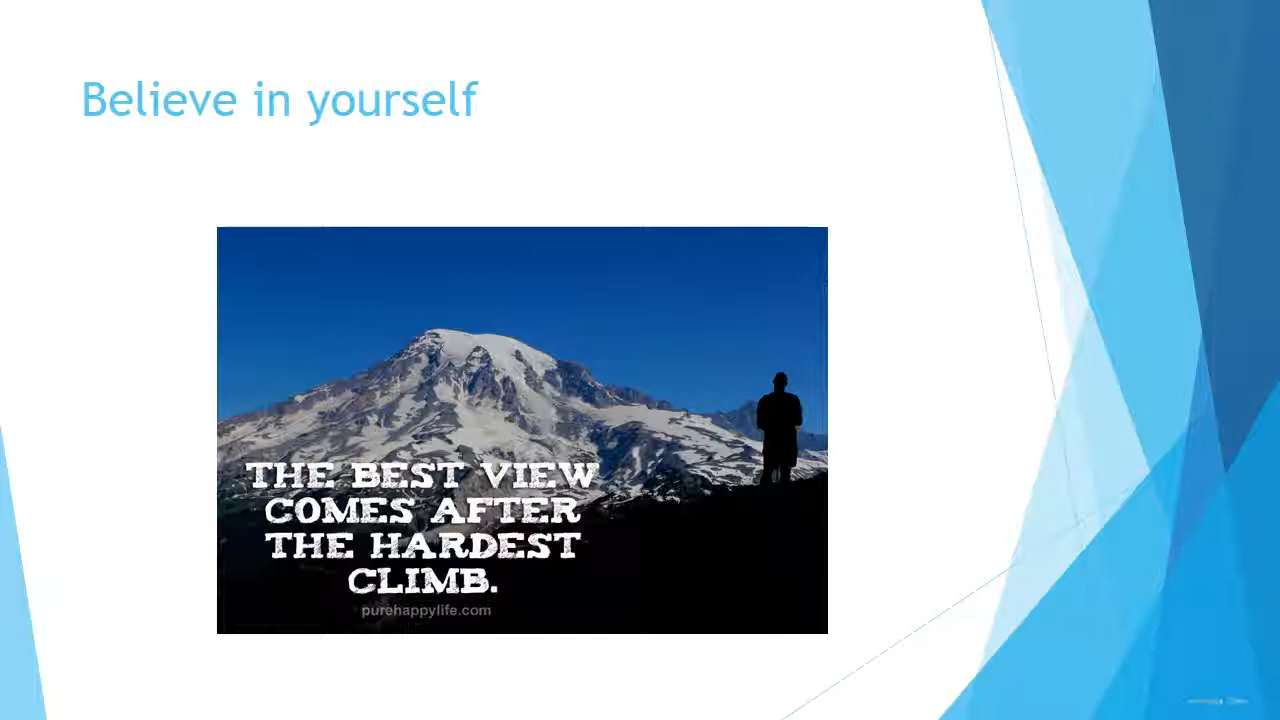 Believe in yourself
THE BEST VIEW
COMES AFTER
THE HARDEST
CLIMB.
purehappylife.com